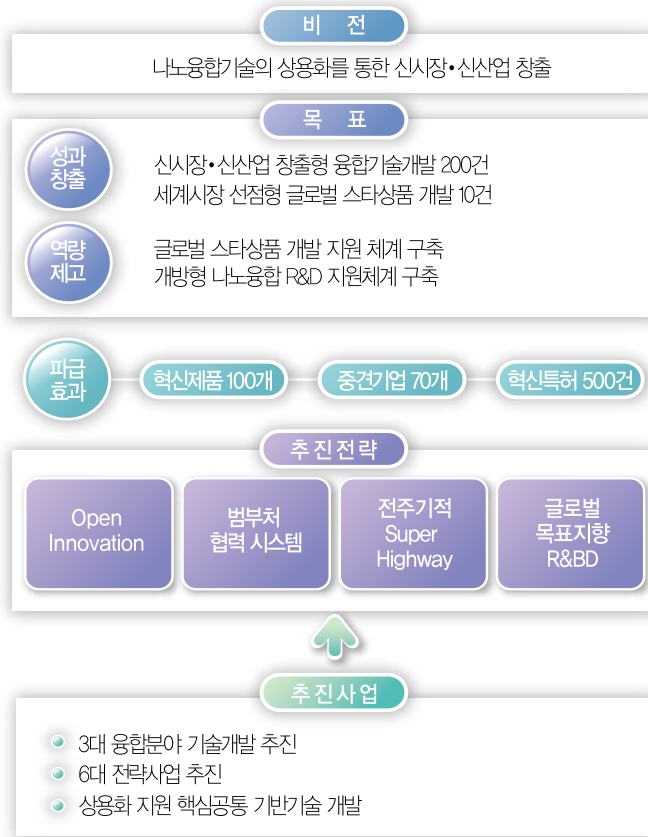 비 전
나노융합기술의 상용화를 통한 신시장•신산업 창출
목 표
성과
창출
신시장•신산업 창출형 융합기술개발 200건
세계시장 선점형 글로벌 스타상품 개발 10건
역량
제고
글로벌 스타상품 개발 지원 체계 구축
개방형 나노융합 R&D 지원체계 구축
파급
효과
혁신제품 100개
중견기업 70개
혁신특허 500건
추진전략
Open
Innovation
범부처
협력 시스템
전주기적
Super
Highway
글로벌
목표지향
R&BD
추진사업
3대 융합분야 기술개발 추진
6대 전략사업 추진
상용화 지원 핵심공통 기반기술 개발